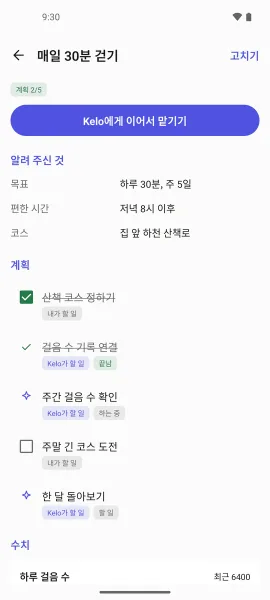 9:30
매일 30분 걷기
고치기
계획 2/5
Kelo에게 이어서 맡기기
알려 주신 것
목표 하루 30분, 주 5일
편한 시간 저녁 8시 이후
코스 집 앞 하천 산책로
계획
산책 코스 정하기
내가 할 일
걸음 수 기록 연결
Kelo가 할 일 끝남
주간 걸음 수 확인
Kelo가 할 일 하는 중
주말 긴 코스 도전
내가 할 일
한 달 돌아보기
Kelo가 할 일 할 일
수치
하루 걸음 수 최근 6400